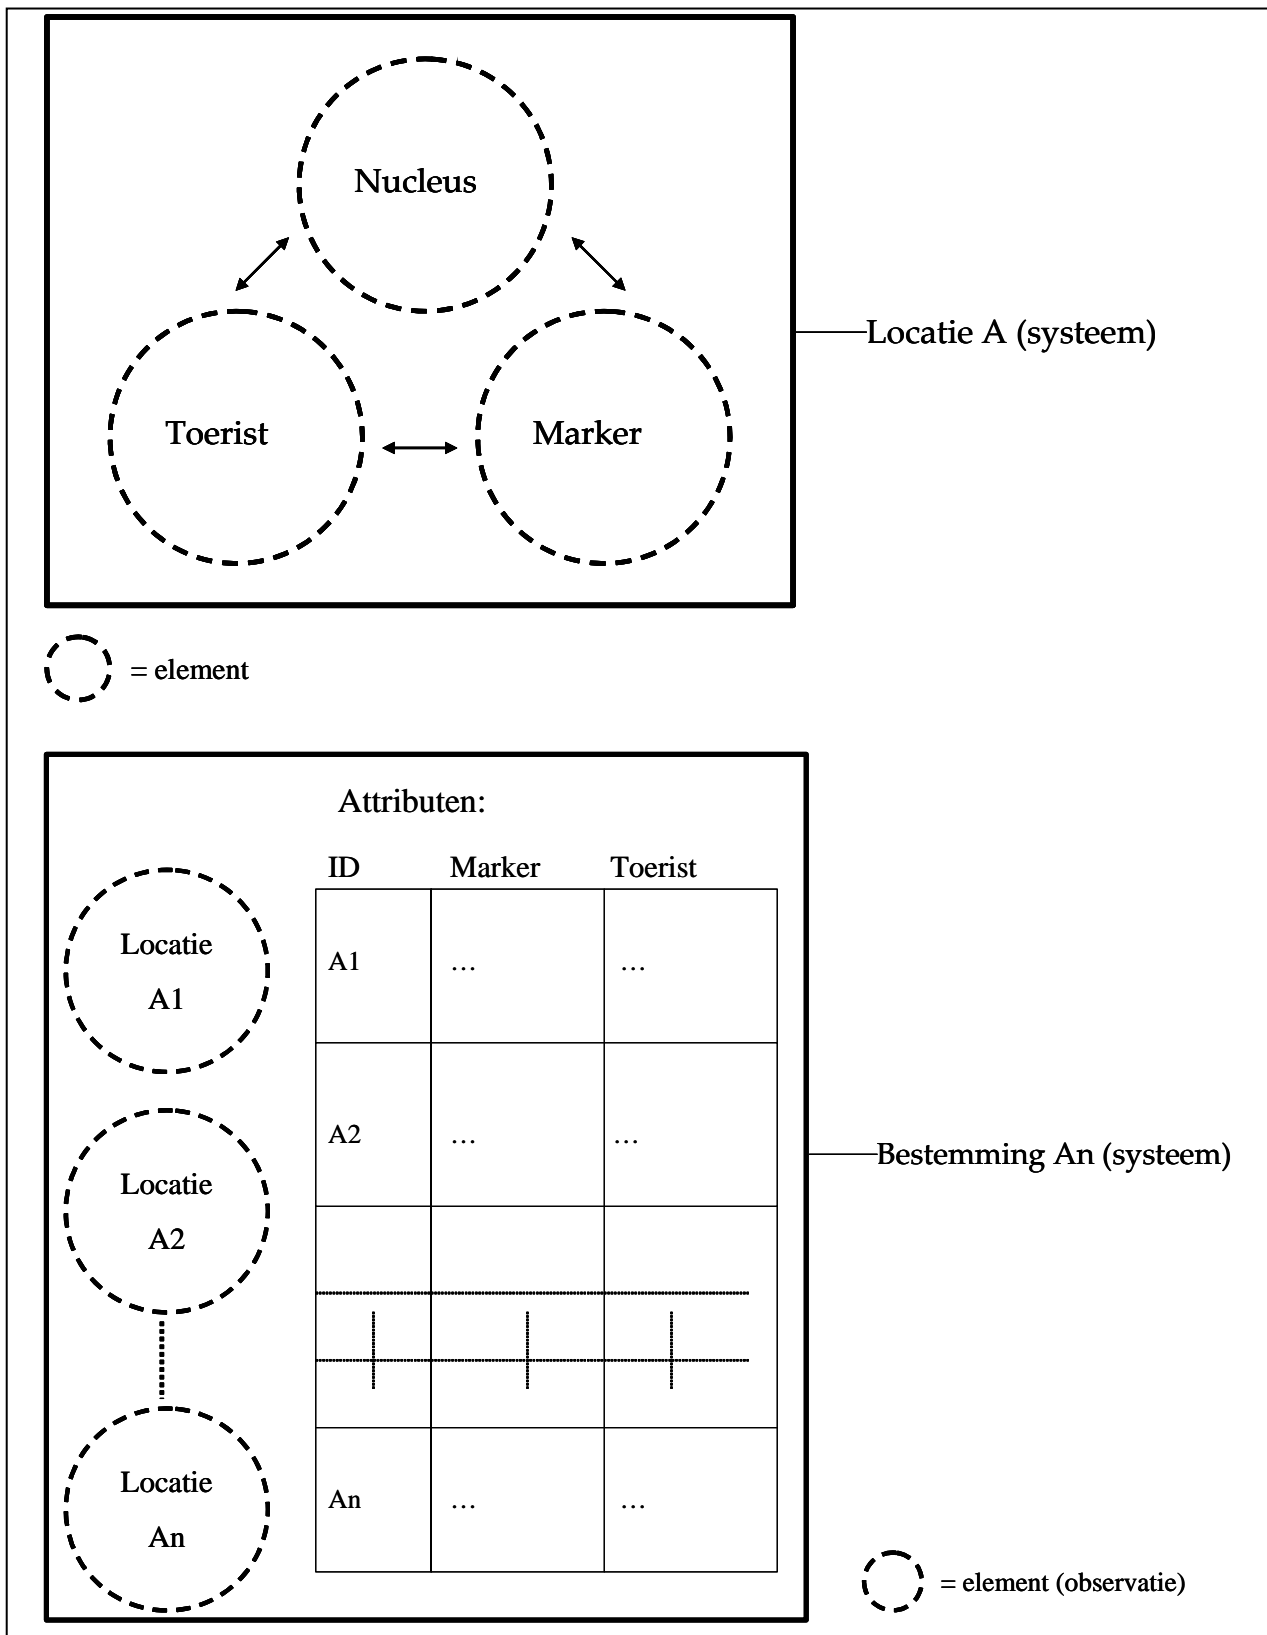 Nucleus
Toerist
Marker
Locatie A (systeem)
= element
Attributen:
ID Marker Toerist
Locatie
A1
A1 … …
Locatie
A2
A2 … …
Bestemming An (systeem)
Locatie
An
An … …
= element (observatie)